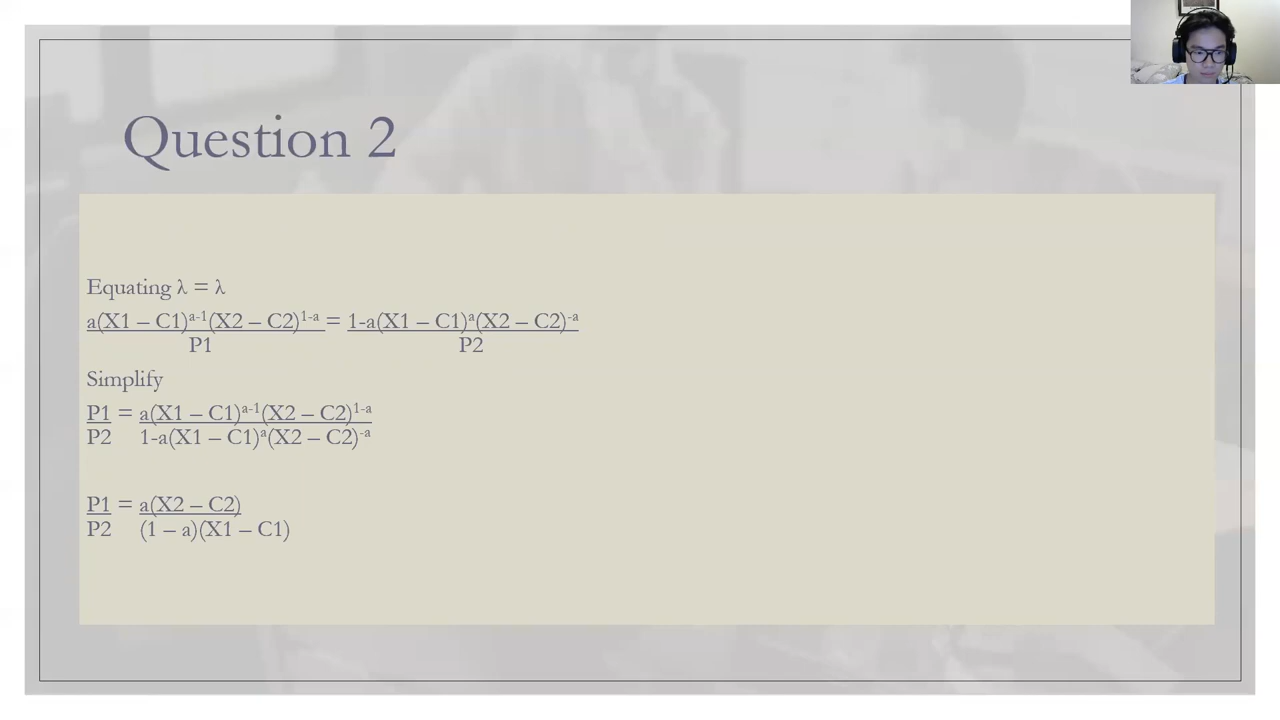 Question 2
Equating λ = λ
a(X1 – C1)ᵃ⁻¹(X2 – C2)¹⁻ᵃ = 1-a(X1 – C1)ᵃ(X2 – C2)⁻ᵃ
P1 P2
Simplify
P1 = a(X1 – C1)ᵃ⁻¹(X2 – C2)¹⁻ᵃ
P2 1-a(X1 – C1)ᵃ(X2 – C2)⁻ᵃ
P1 = a(X2 – C2)
P2 (1 – a)(X1 – C1)